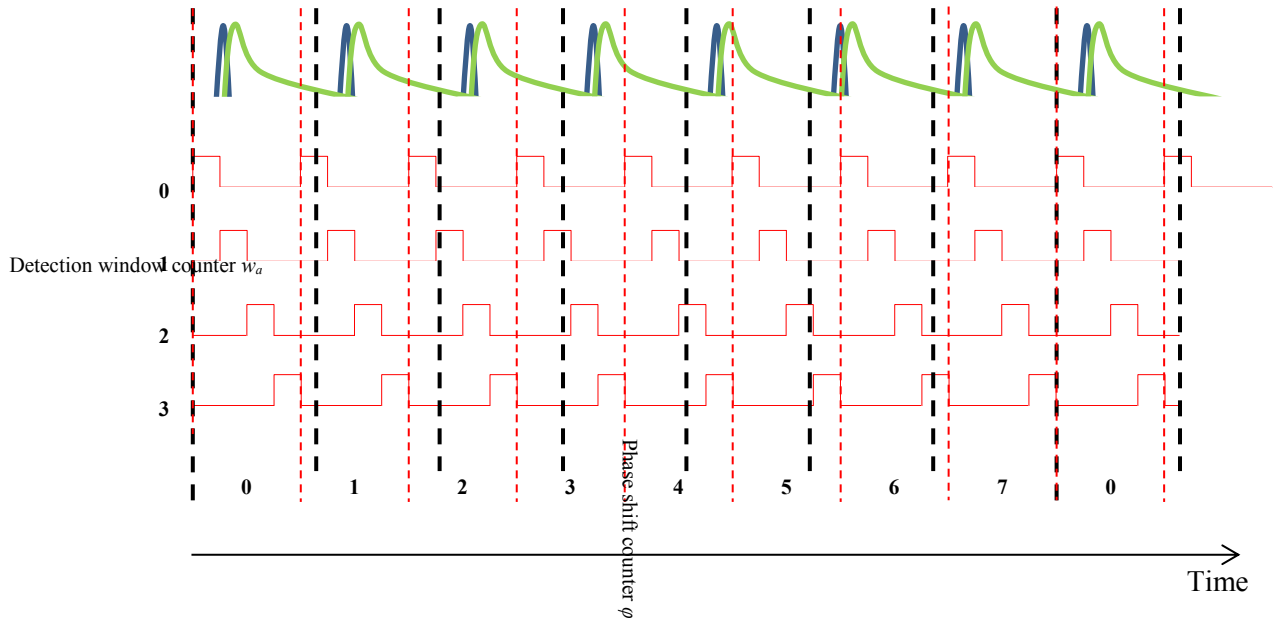 0
1
Detection window counter wₐ
2
3
0 1 2 3 4 5 6 7 0
Phase shift counter φ
Time